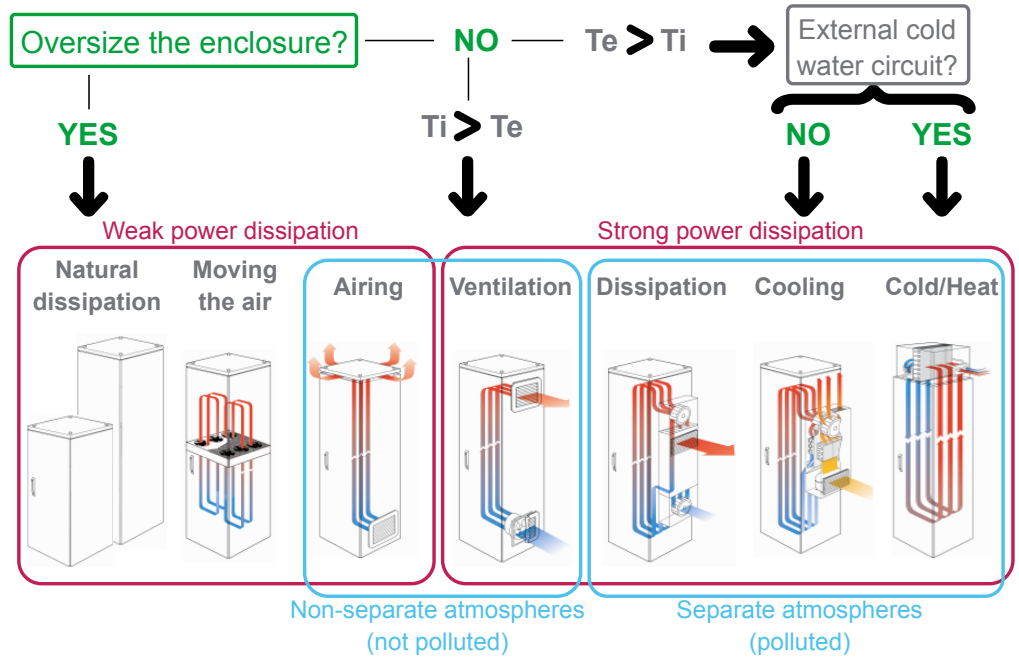 Oversize the enclosure?
NO
Te > Ti
External cold
water circuit?
YES
Ti > Te
NO
YES
Weak power dissipation
Strong power dissipation
Natural
dissipation
Moving
the air
Airing
Ventilation
Dissipation
Cooling
Cold/Heat
Non-separate atmospheres
(not polluted)
Separate atmospheres
(polluted)